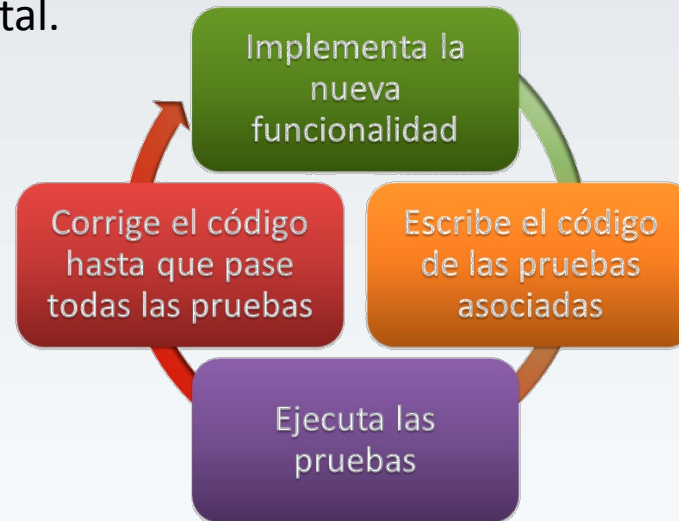 tal.
Implementa la
nueva
funcionalidad
Corrige el código
hasta que pase
todas las pruebas
Escribe el código
de las pruebas
asociadas
Ejecuta las
pruebas